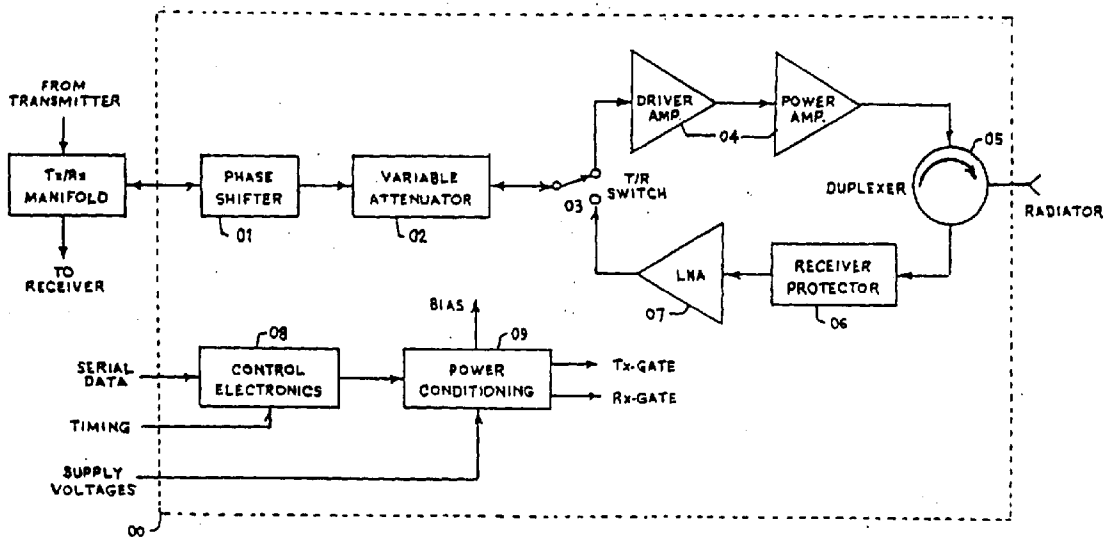 FROM
TRANSMITTER
Tx/Rx
MANIFOLD
TO
RECEIVER
PHASE
SHIFTER
01
VARIABLE
ATTENUATOR
02
03
T/R
SWITCH
DRIVER
AMP.
04
POWER
AMP.
05
DUPLEXER
RADIATOR
LNA
07
RECEIVER
PROTECTOR
06
BIAS
08
09
SERIAL
DATA
CONTROL
ELECTRONICS
POWER
CONDITIONING
Tx-GATE
Rx-GATE
TIMING
SUPPLY
VOLTAGES
00